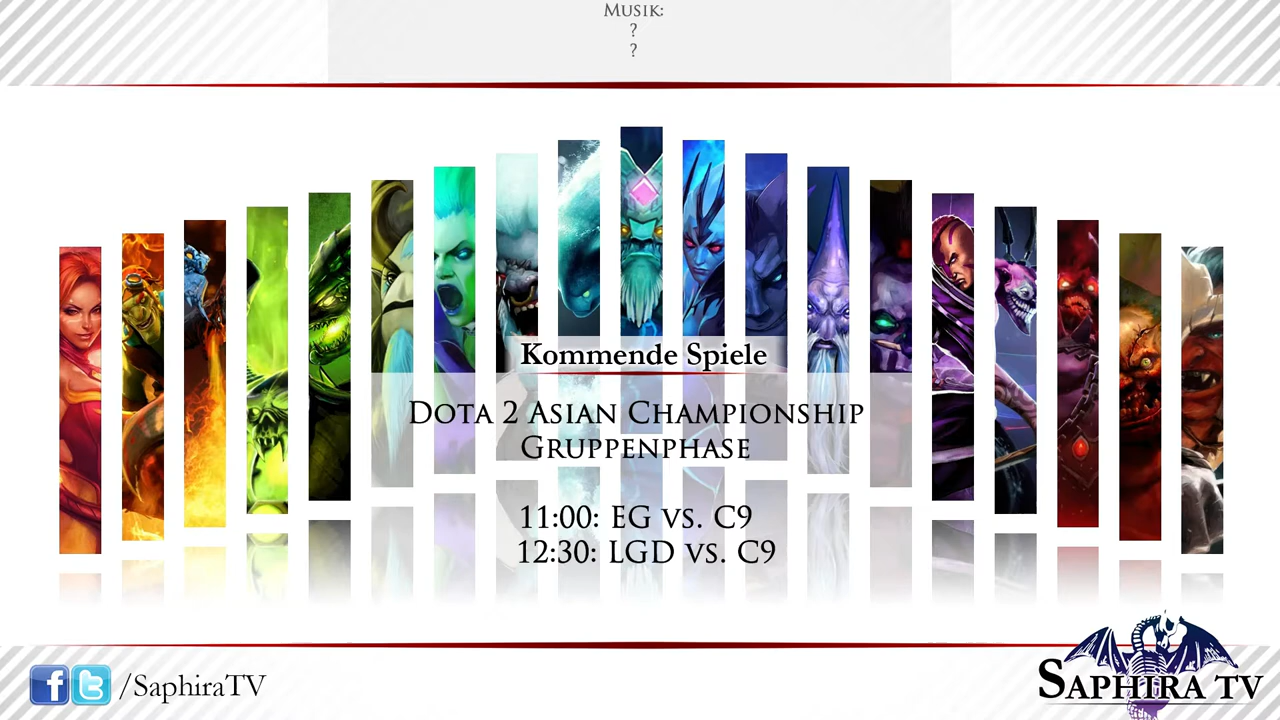 Musik:
?
?
Kommende Spiele
Dota 2 Asian Championship
Gruppenphase
11:00: EG vs. C9
12:30: LGD vs. C9
f t /SaphiraTV
Saphira TV